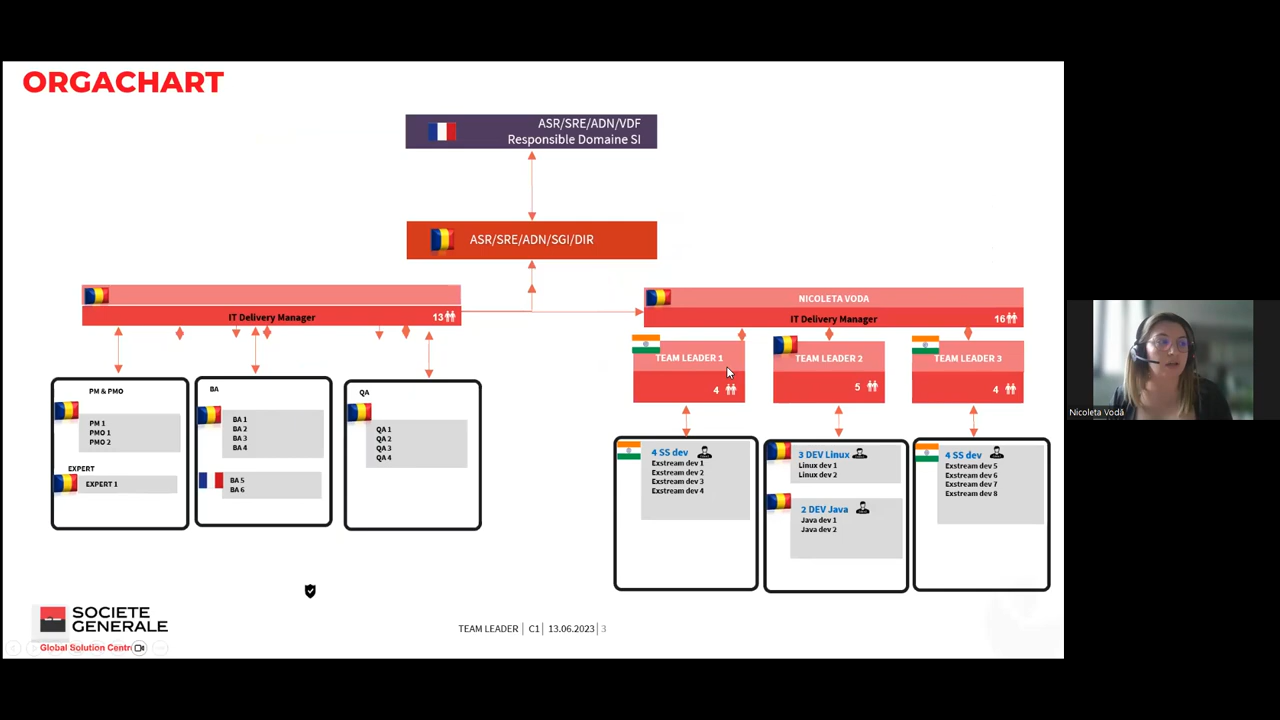 ORGACHART
ASR/SRE/ADN/VDF
Responsible Domaine SI
ASR/SRE/ADN/SGI/DIR
IT Delivery Manager
13
NICOLETA VODA
IT Delivery Manager
16
TEAM LEADER 1
4
TEAM LEADER 2
5
TEAM LEADER 3
4
PM & PMO
PM 1
PMO 1
PMO 2
EXPERT
EXPERT 1
BA
BA 1
BA 2
BA 3
BA 4
BA 5
BA 6
QA
QA 1
QA 2
QA 3
QA 4
4 SS dev
Exstream dev 1
Exstream dev 2
Exstream dev 3
Exstream dev 4
3 DEV Linux
Linux dev 1
Linux dev 2
2 DEV Java
Java dev 1
Java dev 2
4 SS dev
Exstream dev 5
Exstream dev 6
Exstream dev 7
Exstream dev 8
SOCIETE
GENERALE
Global Solution Centr
TEAM LEADER | C1 | 13.06.2023 | 3
Nicoleta Vodă